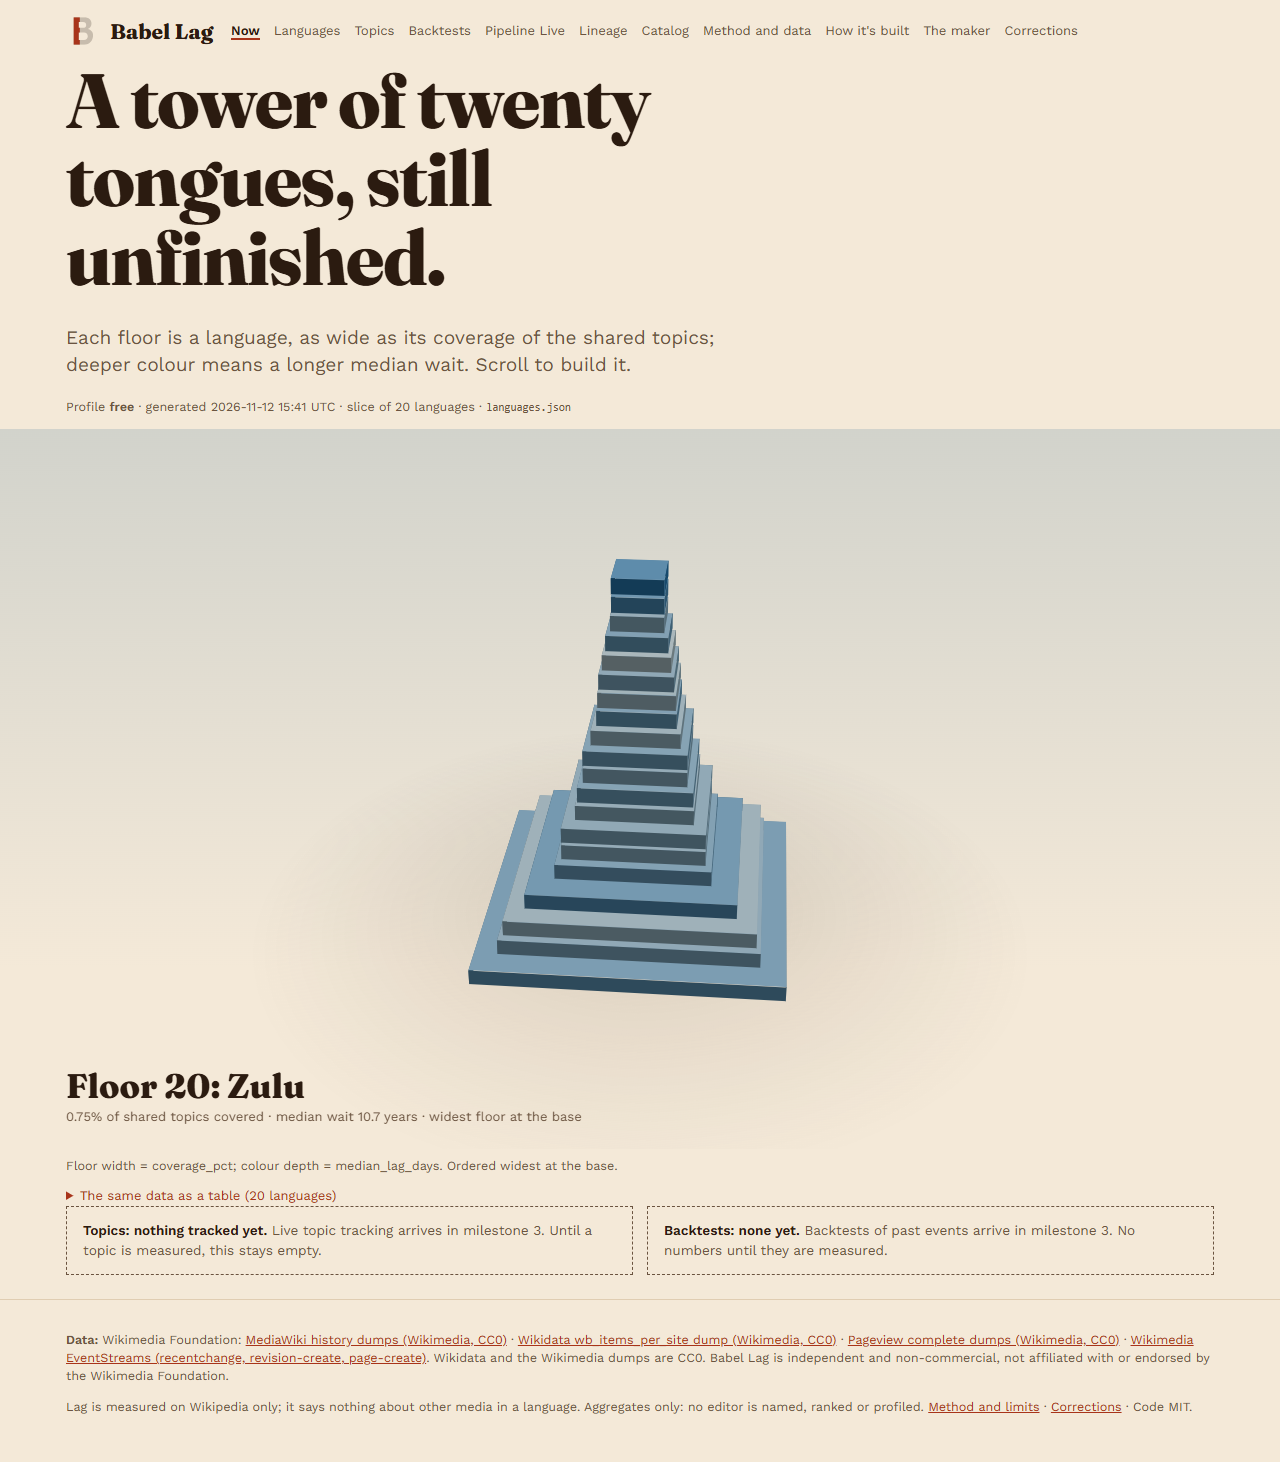 B Babel Lag Now Languages Topics Backtests Pipeline Live Lineage Catalog Method and data How it's built The maker Corrections
A tower of twenty
tongues, still
unfinished.
Each floor is a language, as wide as its coverage of the shared topics;
deeper colour means a longer median wait. Scroll to build it.
Profile free · generated 2026-11-12 15:41 UTC · slice of 20 languages · languages.json
Floor 20: Zulu
0.75% of shared topics covered · median wait 10.7 years · widest floor at the base
Floor width = coverage_pct; colour depth = median_lag_days. Ordered widest at the base.
The same data as a table (20 languages)
Topics: nothing tracked yet. Live topic tracking arrives in milestone 3. Until a
topic is measured, this stays empty.
Backtests: none yet. Backtests of past events arrive in milestone 3. No
numbers until they are measured.
Data: Wikimedia Foundation: MediaWiki history dumps (Wikimedia, CC0) · Wikidata wb_items_per_site dump (Wikimedia, CC0) · Pageview complete dumps (Wikimedia, CC0) · Wikimedia
EventStreams (recentchange, revision-create, page-create). Wikidata and the Wikimedia dumps are CC0. Babel Lag is independent and non-commercial, not affiliated with or endorsed by
the Wikimedia Foundation.
Lag is measured on Wikipedia only; it says nothing about other media in a language. Aggregates only: no editor is named, ranked or profiled. Method and limits · Corrections · Code MIT.